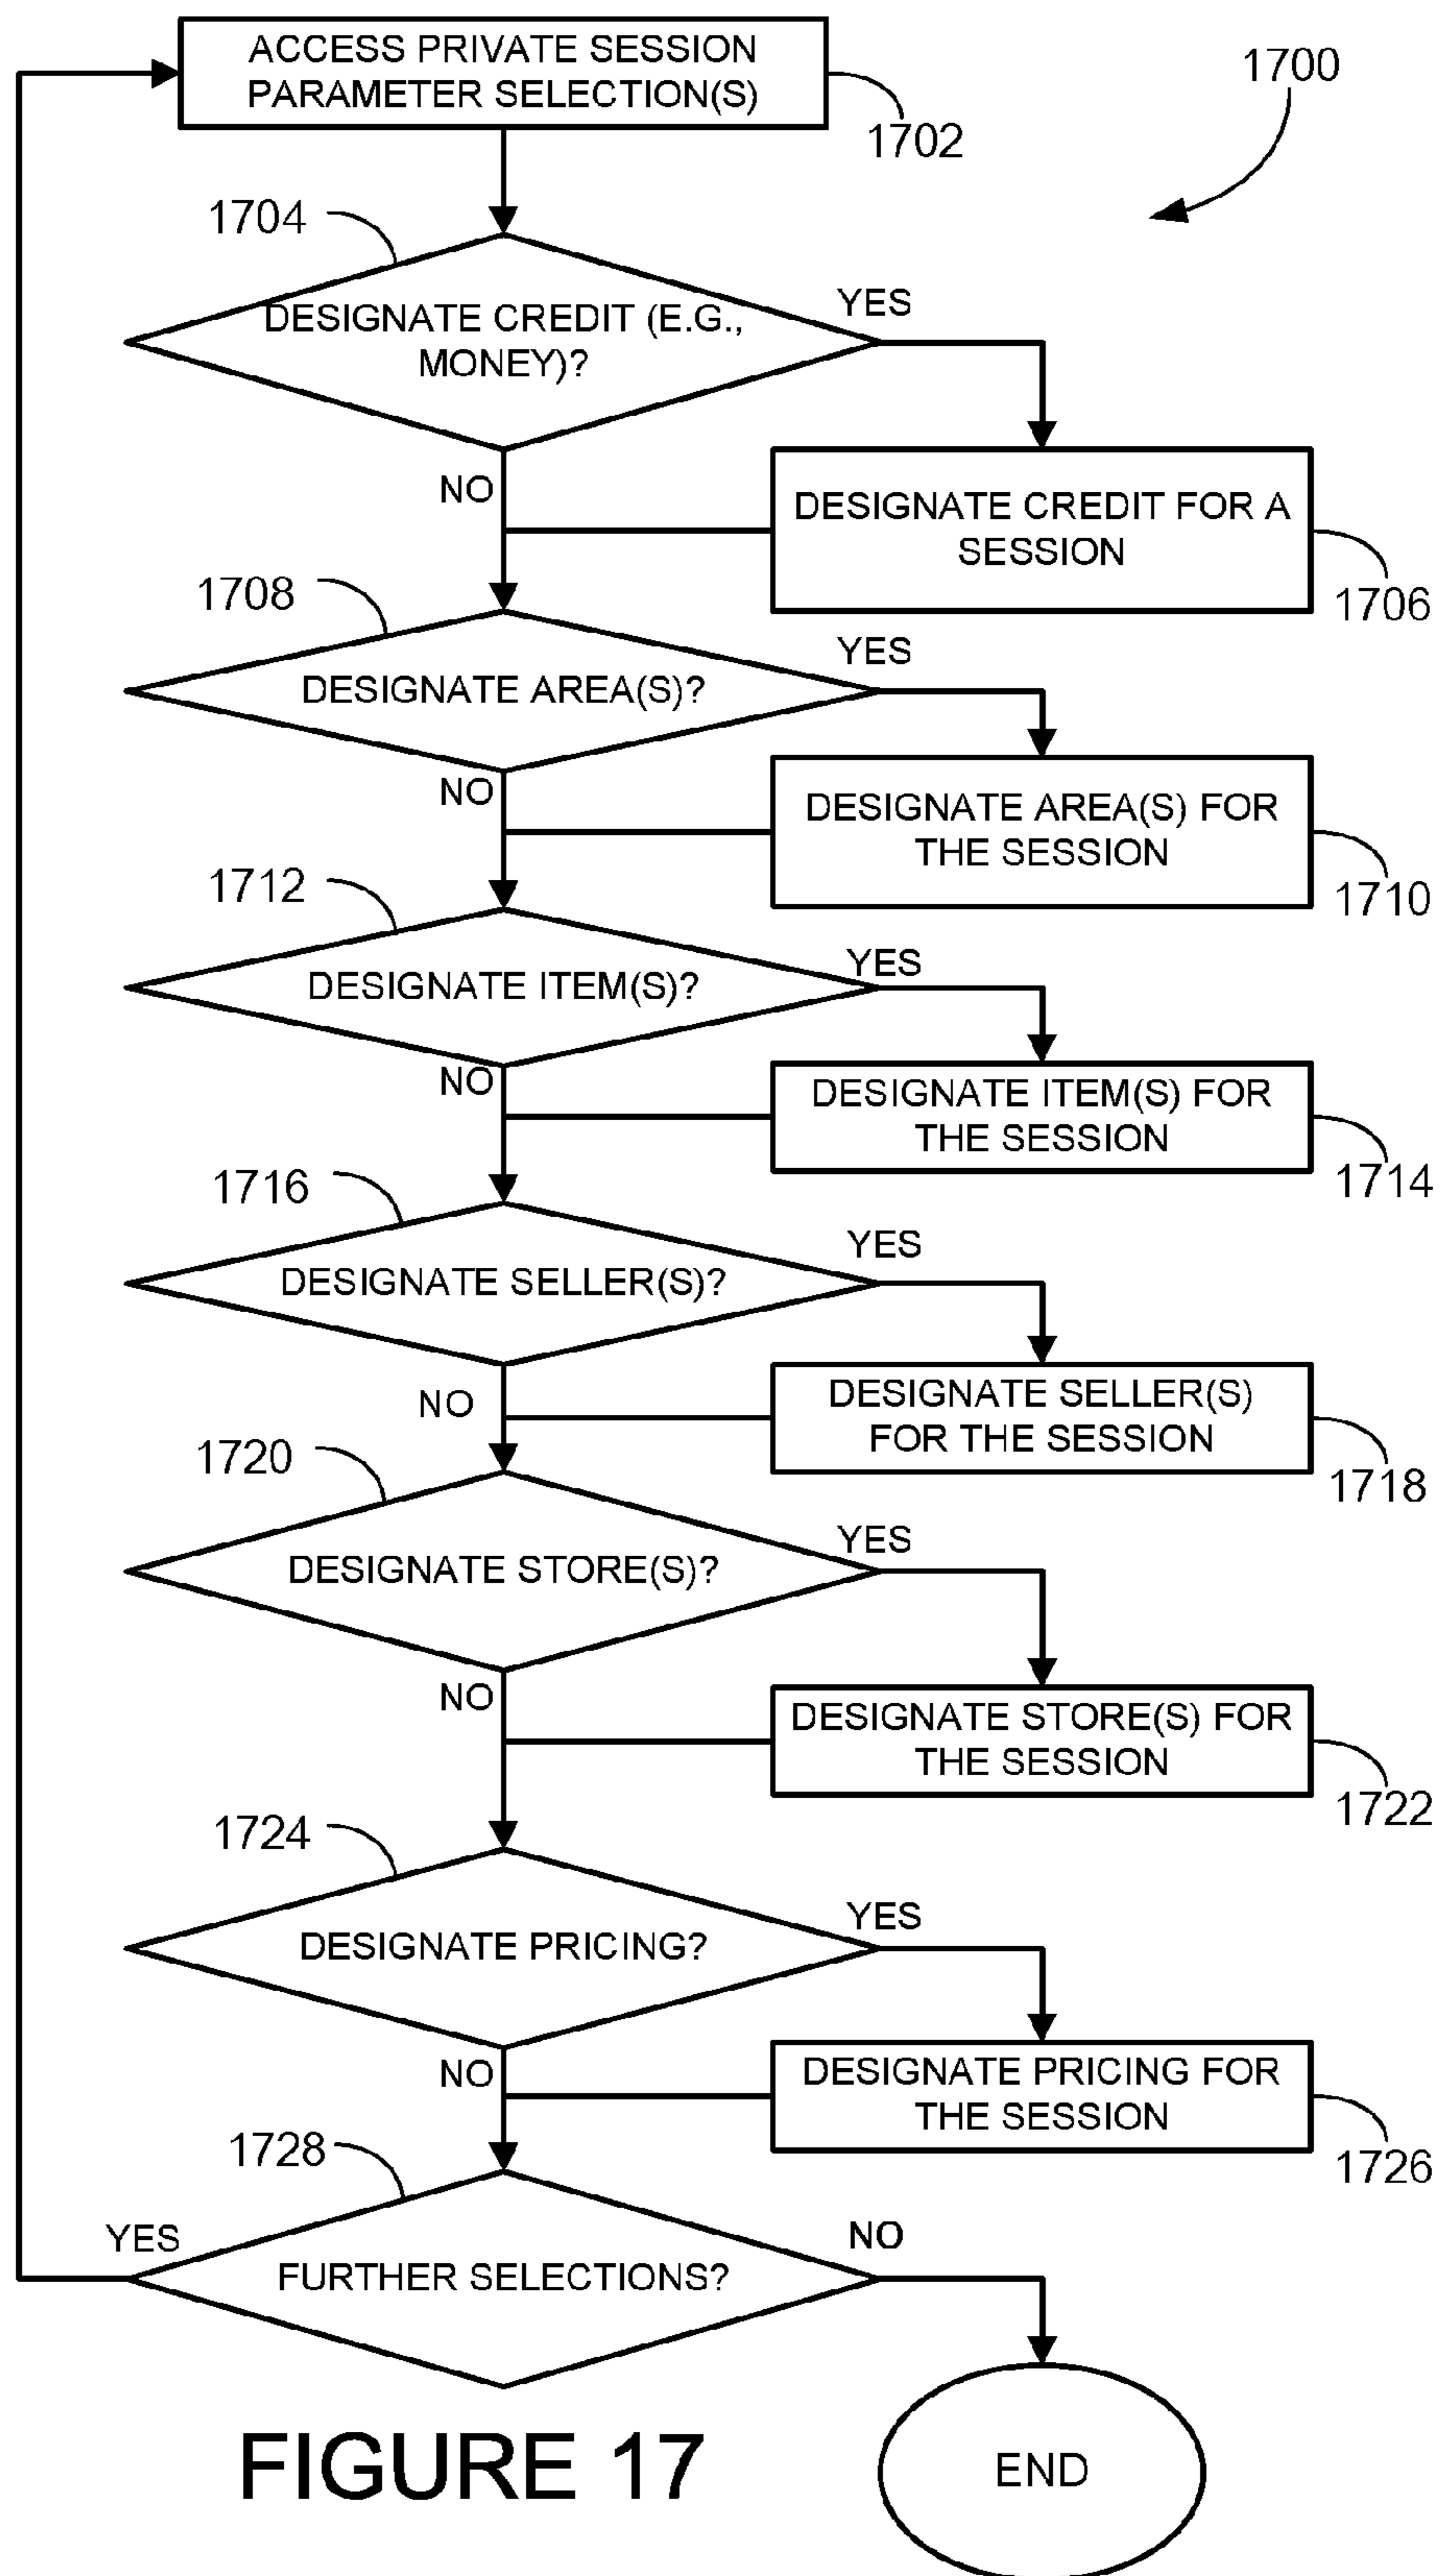 ACCESS PRIVATE SESSION
PARAMETER SELECTION(S)
1700
1702
1704
DESIGNATE CREDIT (E.G.,
MONEY)?
YES
NO
DESIGNATE CREDIT FOR A
SESSION
1706
1708
DESIGNATE AREA(S)?
YES
NO
DESIGNATE AREA(S) FOR
THE SESSION
1710
1712
DESIGNATE ITEM(S)?
YES
NO
DESIGNATE ITEM(S) FOR
THE SESSION
1714
1716
DESIGNATE SELLER(S)?
YES
NO
DESIGNATE SELLER(S)
FOR THE SESSION
1718
1720
DESIGNATE STORE(S)?
YES
NO
DESIGNATE STORE(S) FOR
THE SESSION
1722
1724
DESIGNATE PRICING?
YES
NO
DESIGNATE PRICING FOR
THE SESSION
1726
1728
YES
FURTHER SELECTIONS?
NO
END
FIGURE 17